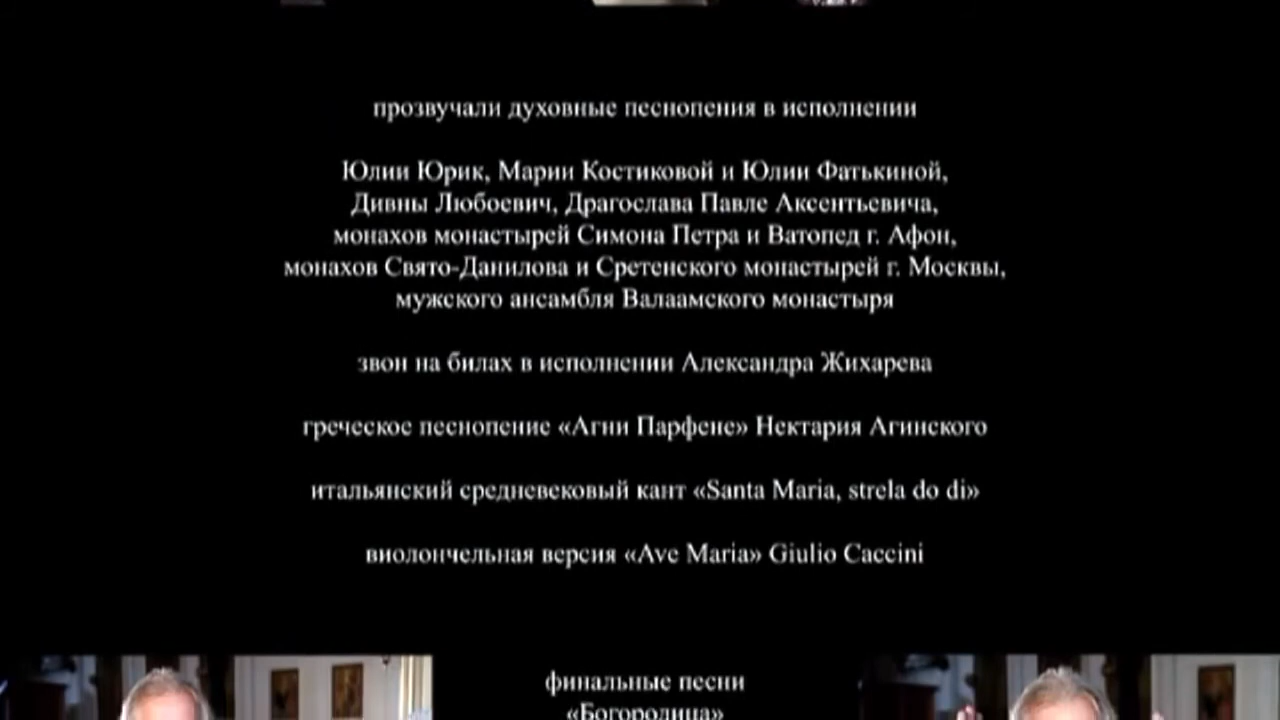 прозвучали духовные песнопения в исполнении
Юлии Юрик, Марии Костиковой и Юлии Фатькиной,
Дивны Любоевич, Драгослава Павле Аксентьевича,
монахов монастырей Симона Петра и Ватопед г. Афон,
монахов Свято-Данилова и Сретенского монастырей г. Москвы,
мужского ансамбля Валаамского монастыря
звон на билах в исполнении Александра Жихарева
греческое песнопение «Агни Парфене» Нектария Агинского
итальянский средневековый кант «Santa Maria, strela do di»
виолончельная версия «Ave Maria» Giulio Caccini
финальные песни
«Богородица»